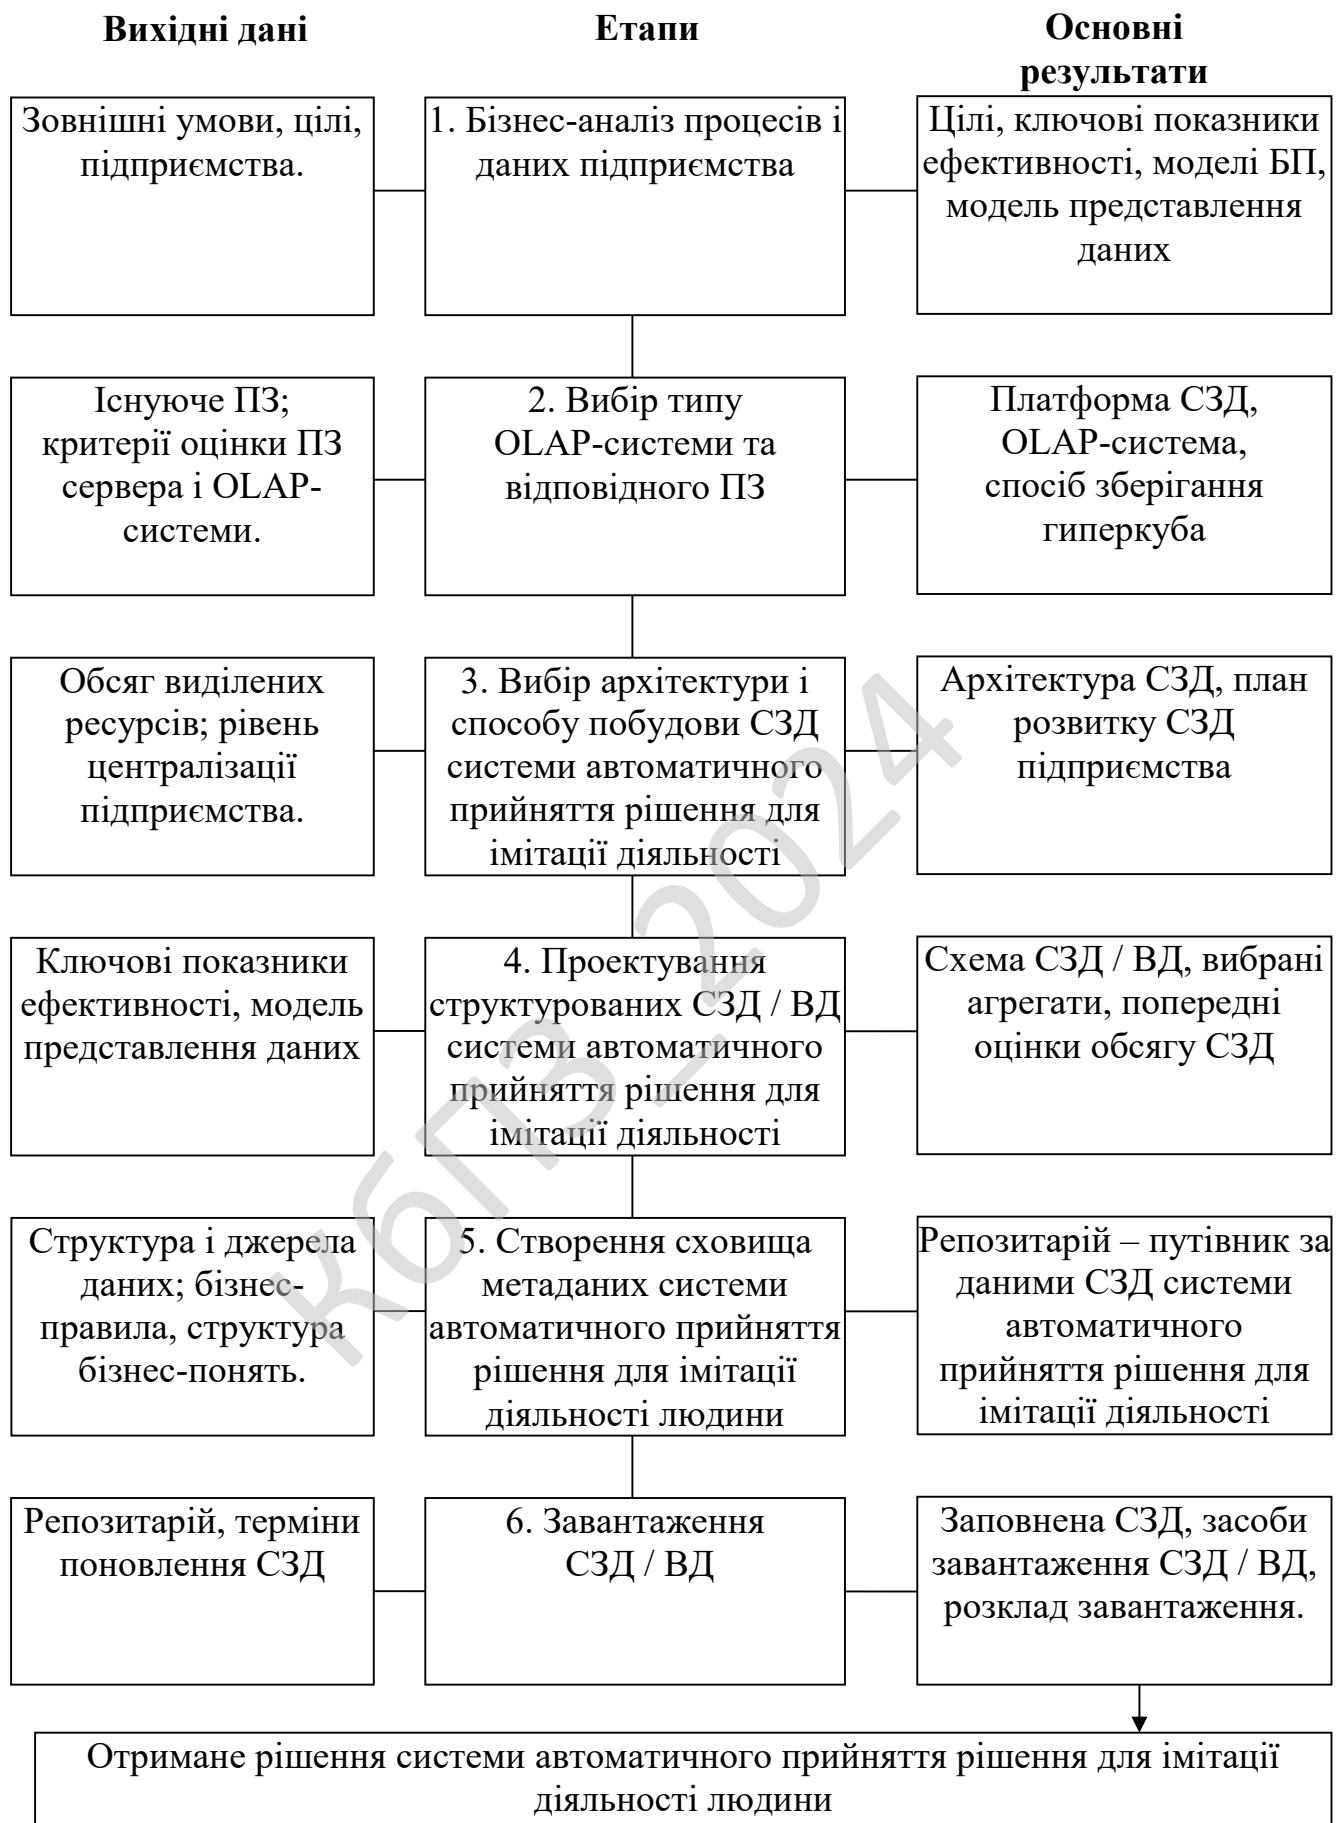 Вихідні дані
Етапи
Основні
результати
Зовнішні умови, цілі,
підприємства.
1. Бізнес-аналіз процесів і
даних підприємства
Цілі, ключові показники
ефективності, моделі БП,
модель представлення
даних
Існуюче ПЗ;
критерії оцінки ПЗ
сервера і OLAP-
системи.
2. Вибір типу
OLAP-системи та
відповідного ПЗ
Платформа СЗД,
OLAP-система,
спосіб зберігання
гиперкуба
Обсяг виділених
ресурсів; рівень
централізації
підприємства.
3. Вибір архітектури і
способу побудови СЗД
системи автоматичного
прийняття рішення для
імітації діяльності
Архітектура СЗД, план
розвитку СЗД
підприємства
Ключові показники
ефективності, модель
представлення даних
4. Проектування
структурованих СЗД / ВД
системи автоматичного
прийняття рішення для
імітації діяльності
Схема СЗД / ВД, вибрані
агрегати, попередні
оцінки обсягу СЗД
Структура і джерела
даних; бізнес-
правила, структура
бізнес-понять.
5. Створення сховища
метаданих системи
автоматичного прийняття
рішення для імітації
діяльності людини
Репозитарій – путівник за
даними СЗД системи
автоматичного
прийняття рішення для
імітації діяльності
Репозитарій, терміни
поновлення СЗД
6. Завантаження
СЗД / ВД
Заповнена СЗД, засоби
завантаження СЗД / ВД,
розклад завантаження.
Отримане рішення системи автоматичного прийняття рішення для імітації
діяльності людини
КбПЗ_2024